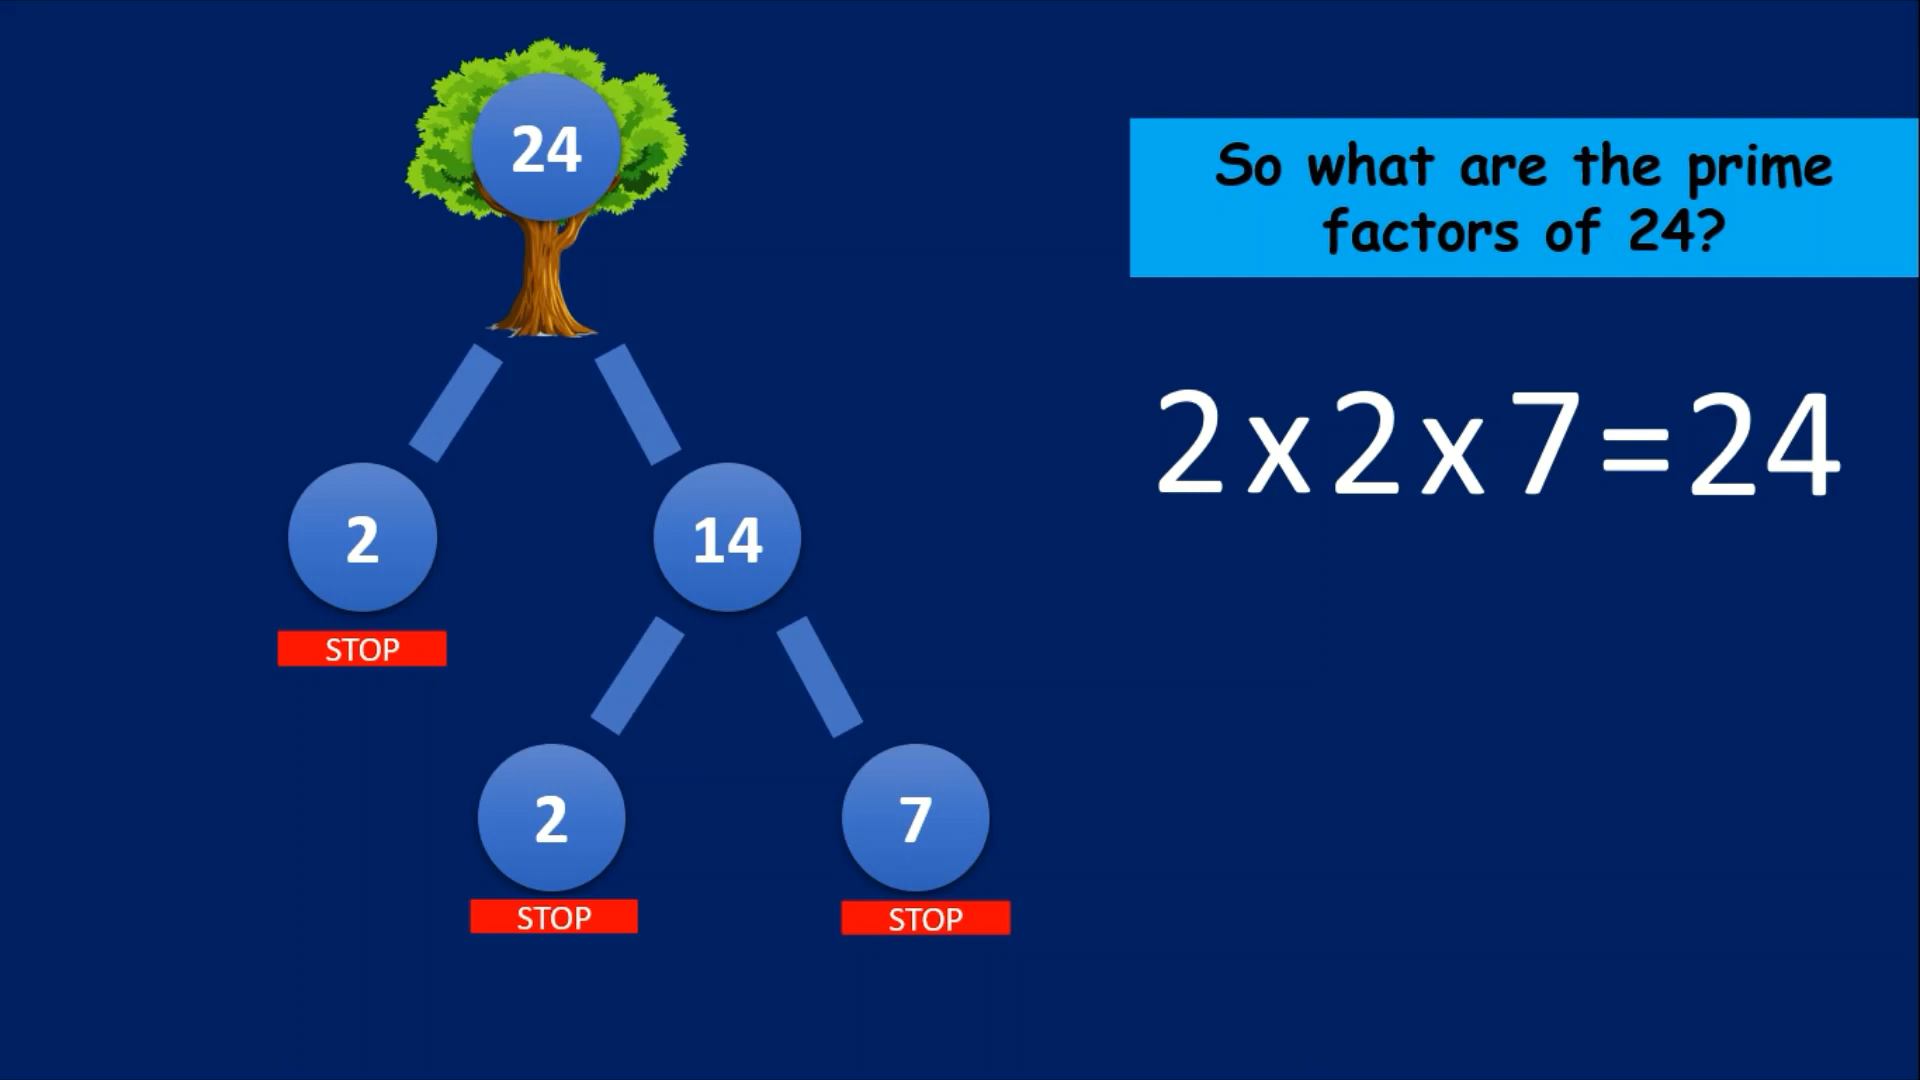 24
So what are the prime
factors of 24?
2x2x7=24
2
14
STOP
2
7
STOP
STOP